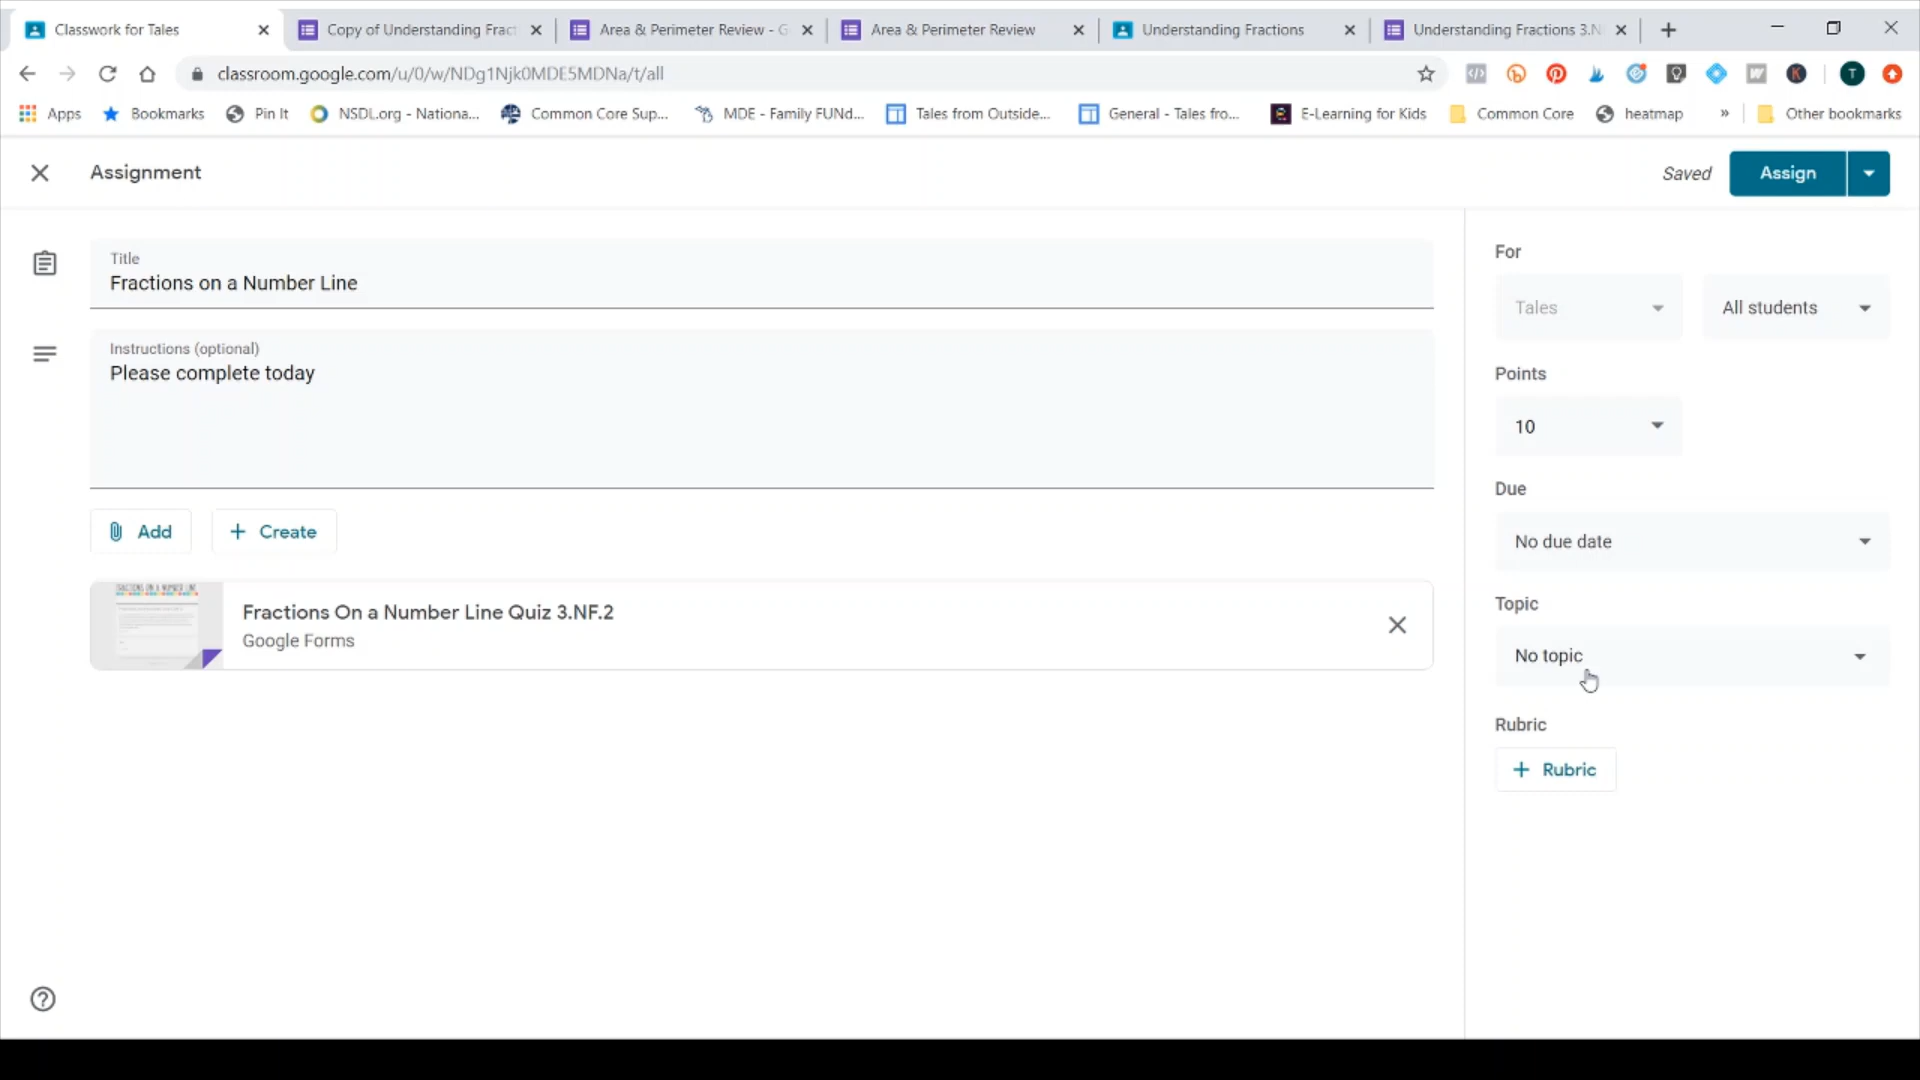 Classwork for Tales
Copy of Understanding Fract
Area & Perimeter Review - G
Area & Perimeter Review
Understanding Fractions
Understanding Fractions 3.N
classroom.google.com/u/0/w/NDg1Njk0MDE5MDNa/t/all
T
Apps
Bookmarks
Pin It
NSDL.org - Nationa...
Common Core Sup...
MDE - Family FUNd...
Tales from Outside...
General - Tales fro...
E-Learning for Kids
Common Core
heatmap
»
Other bookmarks
Assignment
Saved
Assign
Title
Fractions on a Number Line
Instructions (optional)
Please complete today
Add
Create
FRACTIONS ON A NUMBER LINE
Fractions On a Number Line Quiz 3.NF.2
Google Forms
For
Tales
All students
Points
10
Due
No due date
Topic
No topic
Rubric
Rubric